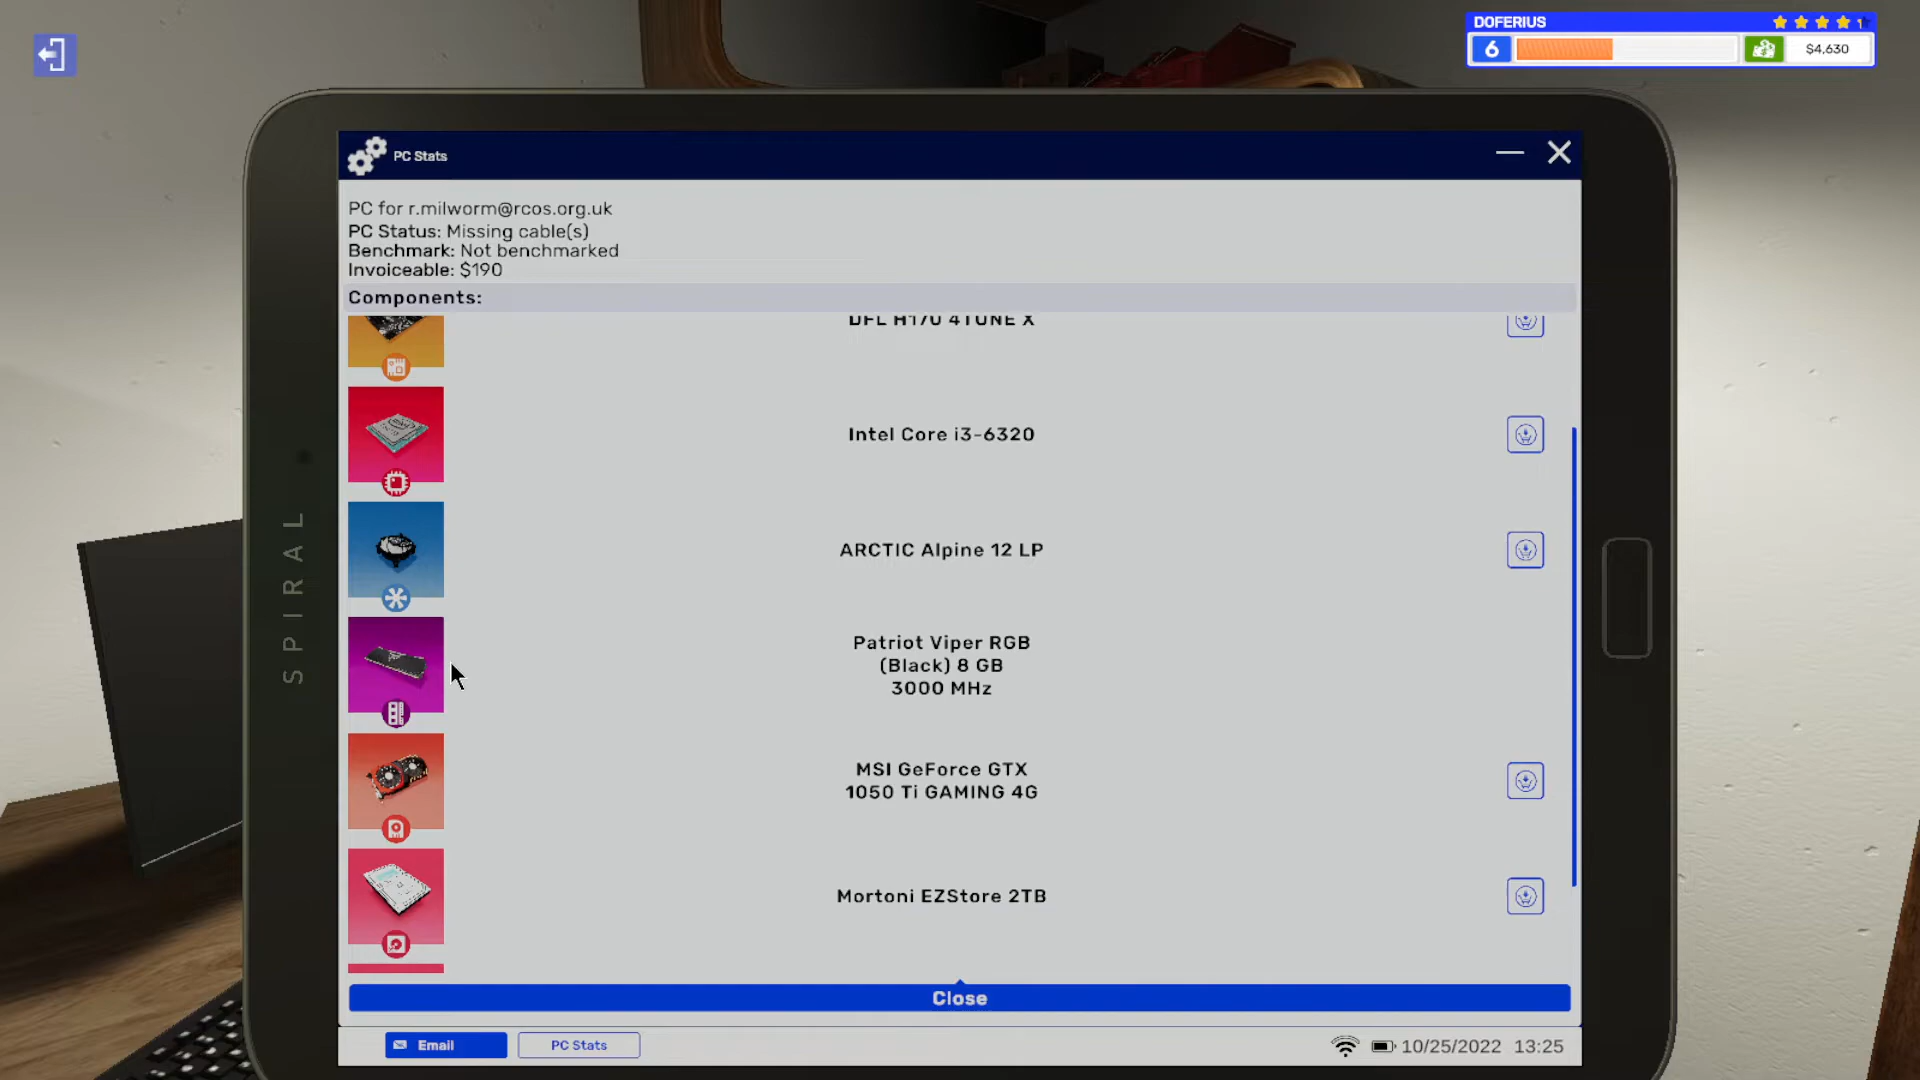 DOFERIUS
6
$4,630
PC Stats
PC for r.milworm@rcos.org.uk
PC Status: Missing cable(s)
Benchmark: Not benchmarked
Invoiceable: $190
Components:
DFL H170 4TUNE X
Intel Core i3-6320
ARCTIC Alpine 12 LP
Patriot Viper RGB
(Black) 8 GB
3000 MHz
MSI GeForce GTX
1050 Ti GAMING 4G
Mortoni EZStore 2TB
Close
Email
PC Stats
10/25/2022 13:25
SPIRAL